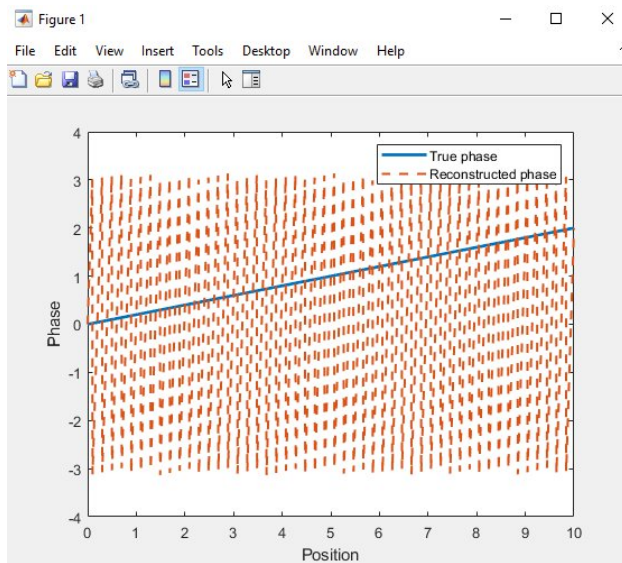 Figure 1
File Edit View Insert Tools Desktop Window Help
True phase
Reconstructed phase
4
3
2
1
0
-1
-2
-3
-4
Phase
0 1 2 3 4 5 6 7 8 9 10
Position